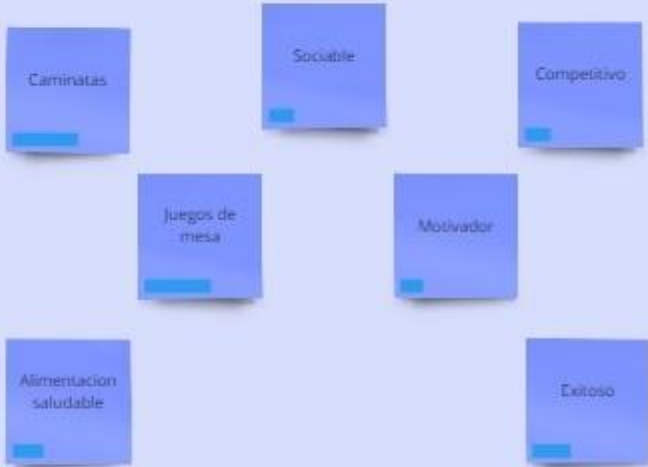 Caminatas
Sociable
Competitivo
Juegos de
mesa
Motivador
Alimentacion
saludable
Exitoso